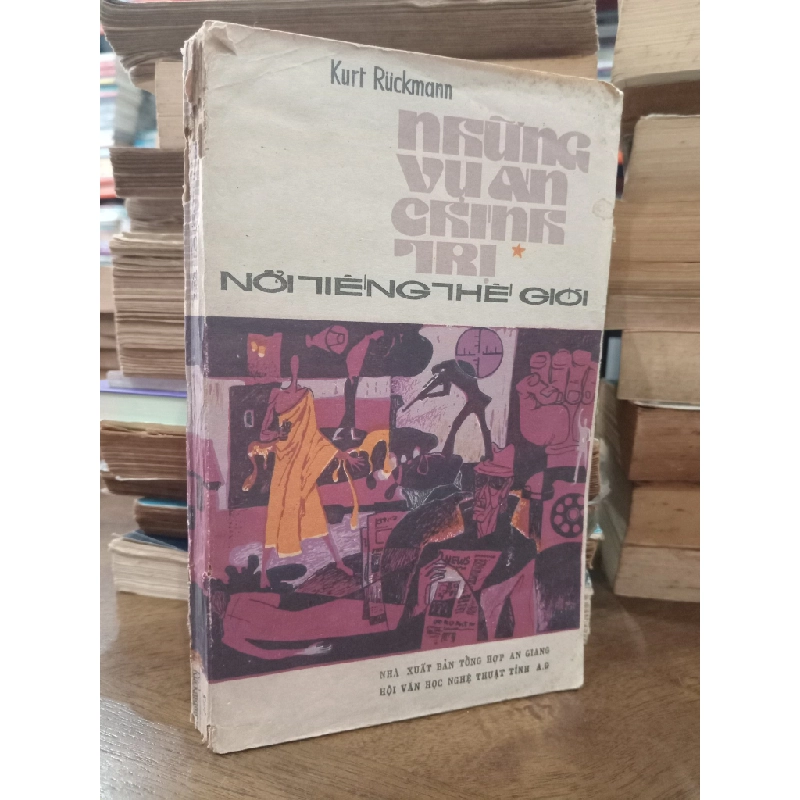 Kurt Rückmann
NHỮNG
VỤ ÁN
CHÍNH
TRỊ
NỔI TIẾNG THẾ GIỚI
NHÀ XUẤT BẢN TỔNG HỢP AN GIANG
HỘI VĂN HỌC NGHỆ THUẬT TỈNH A.G